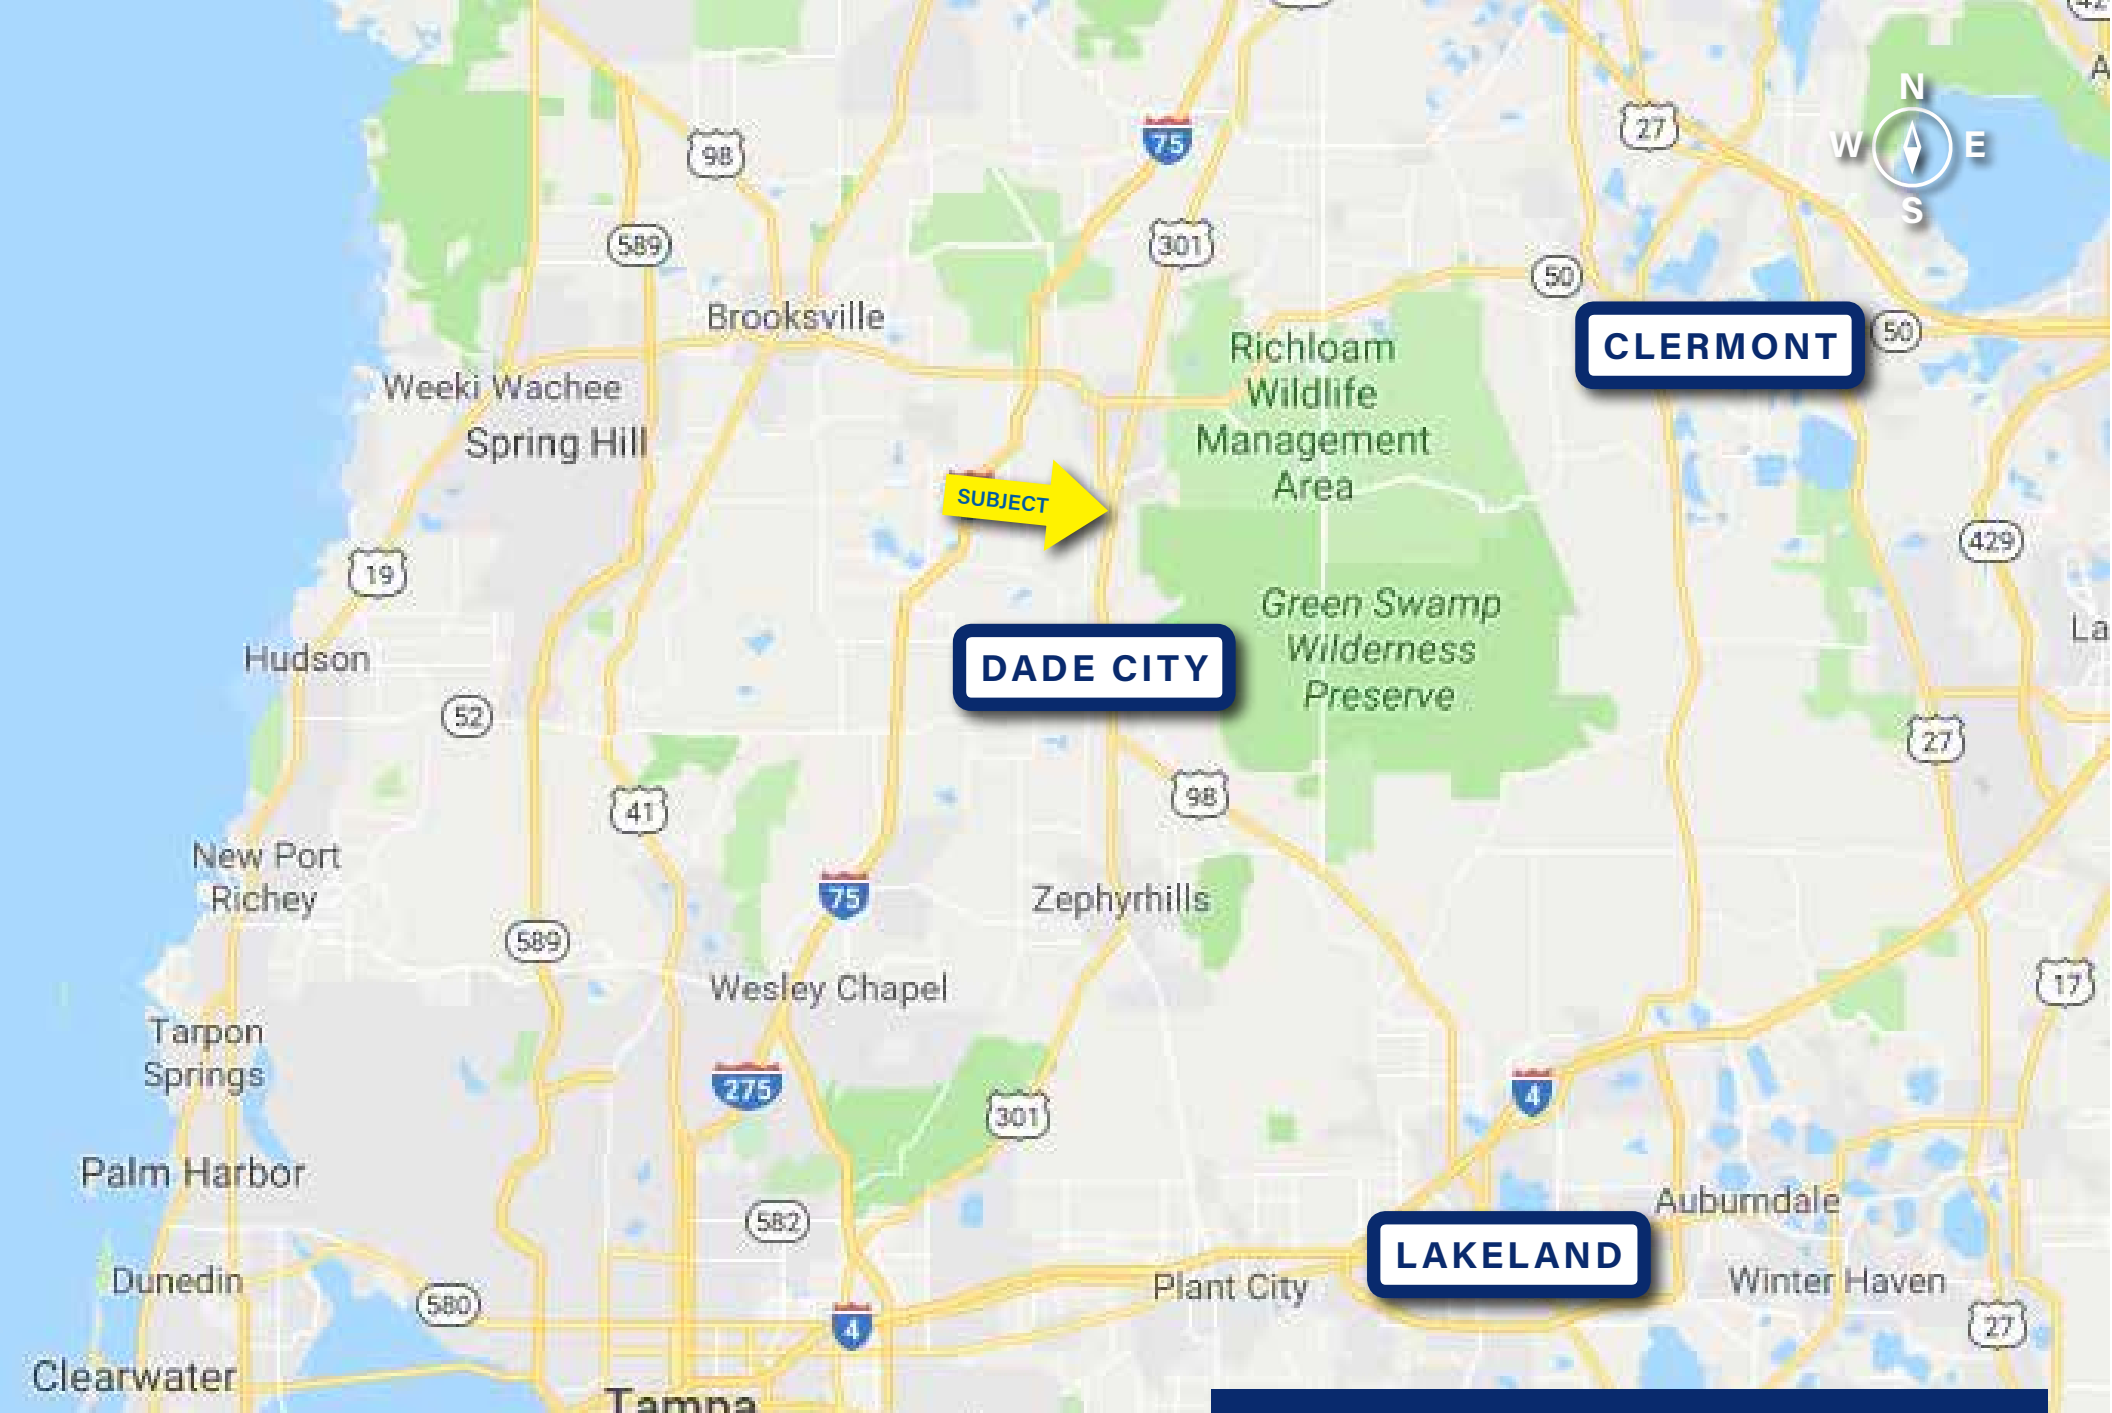 N
W
E
S
27
75
98
589
301
50
Brooksville
CLERMONT
50
Richloam
Wildlife
Management
Area
Weeki Wachee
Spring Hill
SUBJECT
429
19
Green Swamp
Wilderness
Preserve
La
Hudson
DADE CITY
52
27
98
41
New Port
Richey
75
Zephyrhills
589
Wesley Chapel
17
Tarpon
Springs
275
4
301
Palm Harbor
582
Auburndale
LAKELAND
Dunedin
Plant City
Winter Haven
580
4
27
Clearwater
Tampa